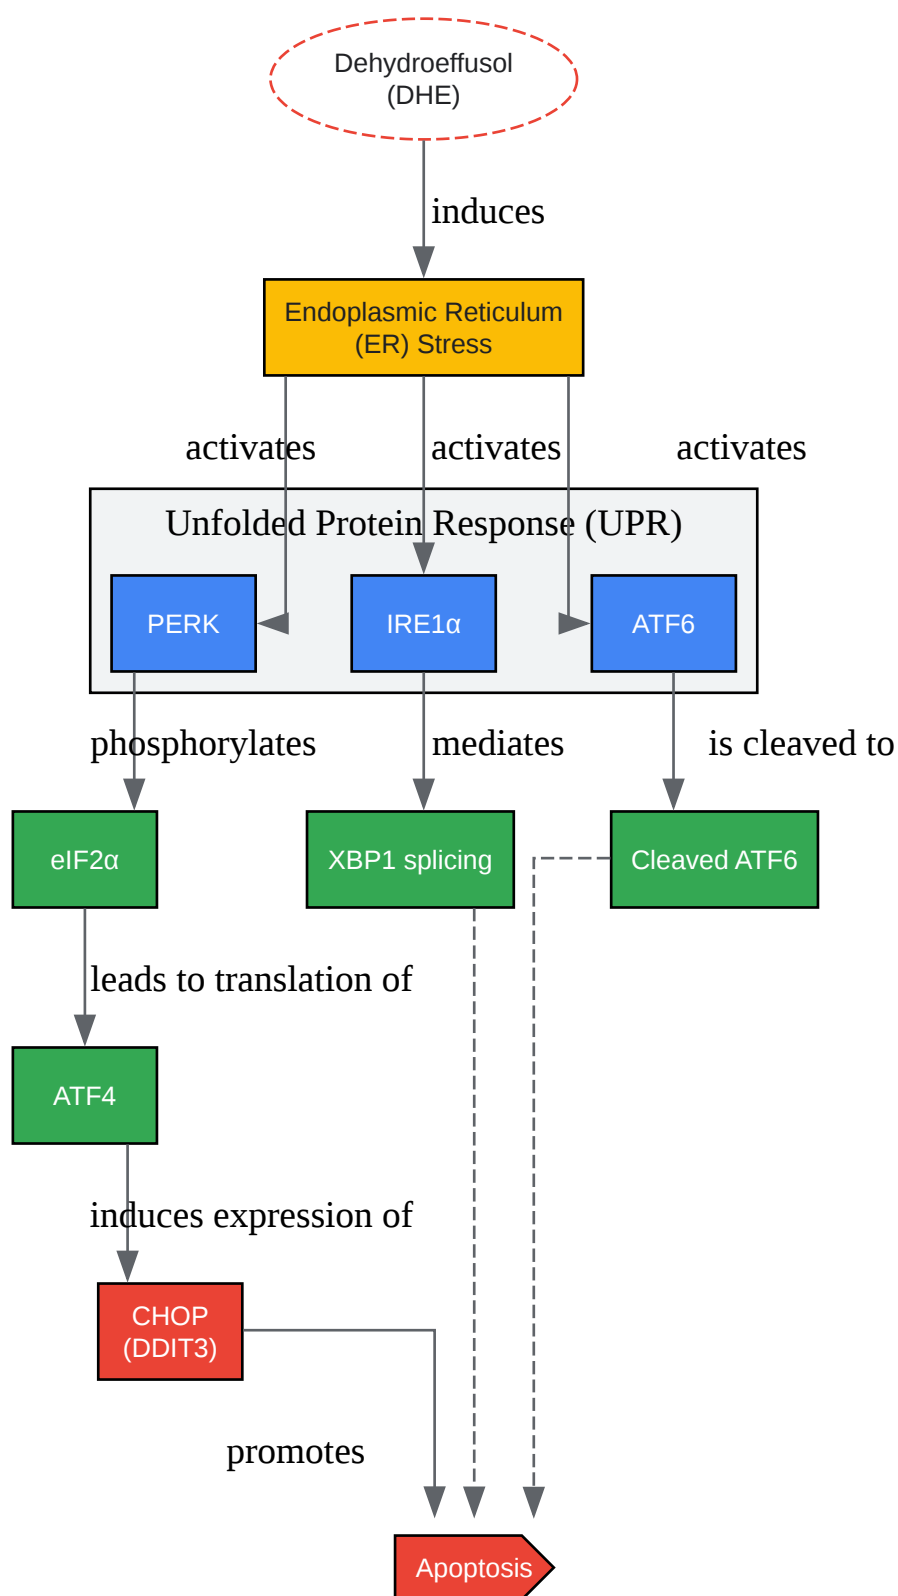 Dehydroeffusol
(DHE)
induces
Endoplasmic Reticulum
(ER) Stress
activates
activates
activates
Unfolded Protein Response (UPR)
PERK
IRE1α
ATF6
phosphorylates
mediates
is cleaved to
eIF2α
XBP1 splicing
Cleaved ATF6
leads to translation of
ATF4
induces expression of
CHOP
(DDIT3)
promotes
Apoptosis